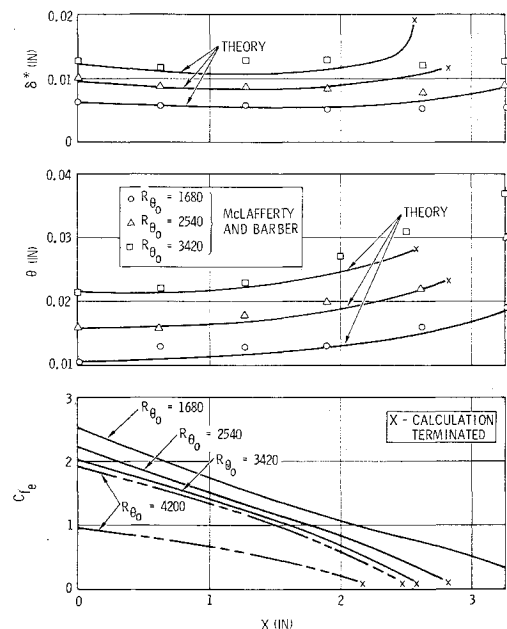 0.02
THEORY
δ* (IN)
0.01
0
0.04
R_θ0 = 1680
R_θ0 = 2540
R_θ0 = 3420
McLAFFERTY
AND BARBER
THEORY
θ (IN)
0.03
0.02
0.01
3
R_θ0 = 1680
R_θ0 = 2540
R_θ0 = 3420
X - CALCULATION
TERMINATED
2
C_fe
1
R_θ0 = 4200
0
0 1 2 3
X (IN)